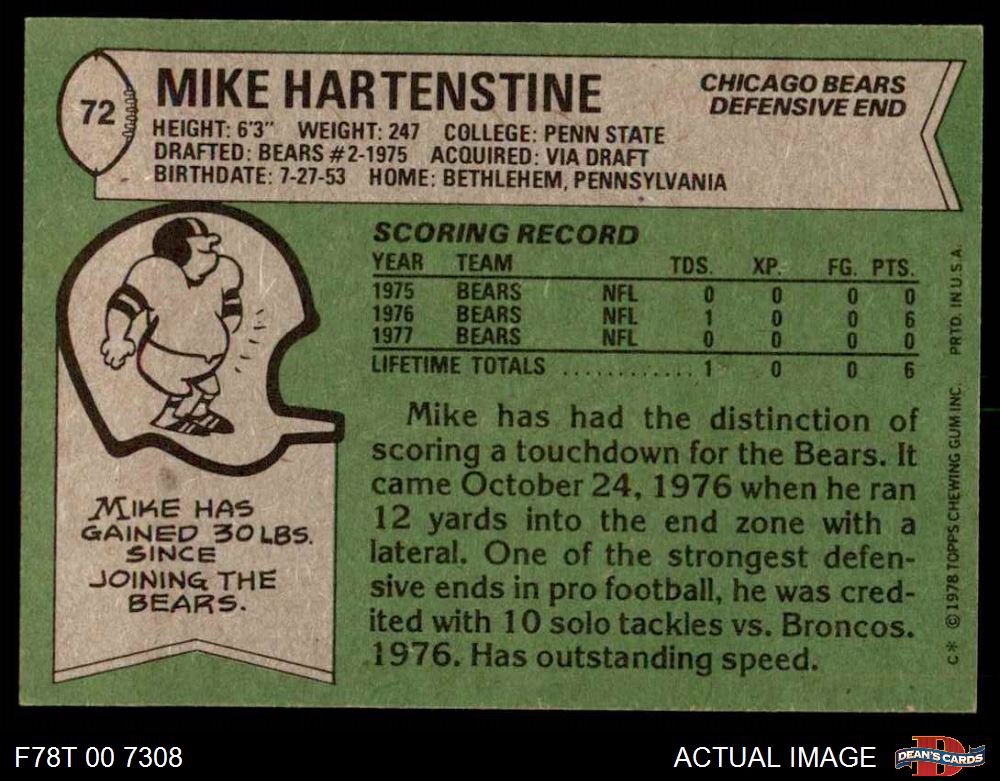 72
MIKE HARTENSTINE
CHICAGO BEARS
DEFENSIVE END
HEIGHT: 6'3" WEIGHT: 247 COLLEGE: PENN STATE
DRAFTED: BEARS #2-1975 ACQUIRED: VIA DRAFT
BIRTHDATE: 7-27-53 HOME: BETHLEHEM, PENNSYLVANIA
SCORING RECORD
YEAR TEAM TDS. XP. FG. PTS.
1975 BEARS NFL 0 0 0 0
1976 BEARS NFL 1 0 0 6
1977 BEARS NFL 0 0 0 0
LIFETIME TOTALS ............ 1 0 0 6
Mike has had the distinction of
scoring a touchdown for the Bears. It
came October 24, 1976 when he ran
12 yards into the end zone with a
lateral. One of the strongest defen-
sive ends in pro football, he was cred-
ited with 10 solo tackles vs. Broncos.
1976. Has outstanding speed.
MIKE HAS
GAINED 30 LBS.
SINCE
JOINING THE
BEARS.
C* © 1978 TOPPS CHEWING GUM INC. PRTD. IN U.S.A.
F78T 00 7308
ACTUAL IMAGE
D
DEAN'S CARDS